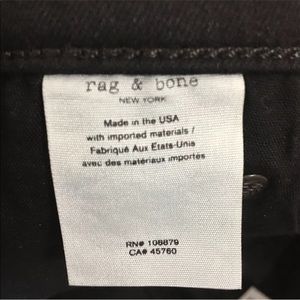 rag & bone
NEW YORK
Made in the USA
with imported materials /
Fabriqué Aux États-Unis
avec des matériaux importés
RN# 108879
CA# 45760